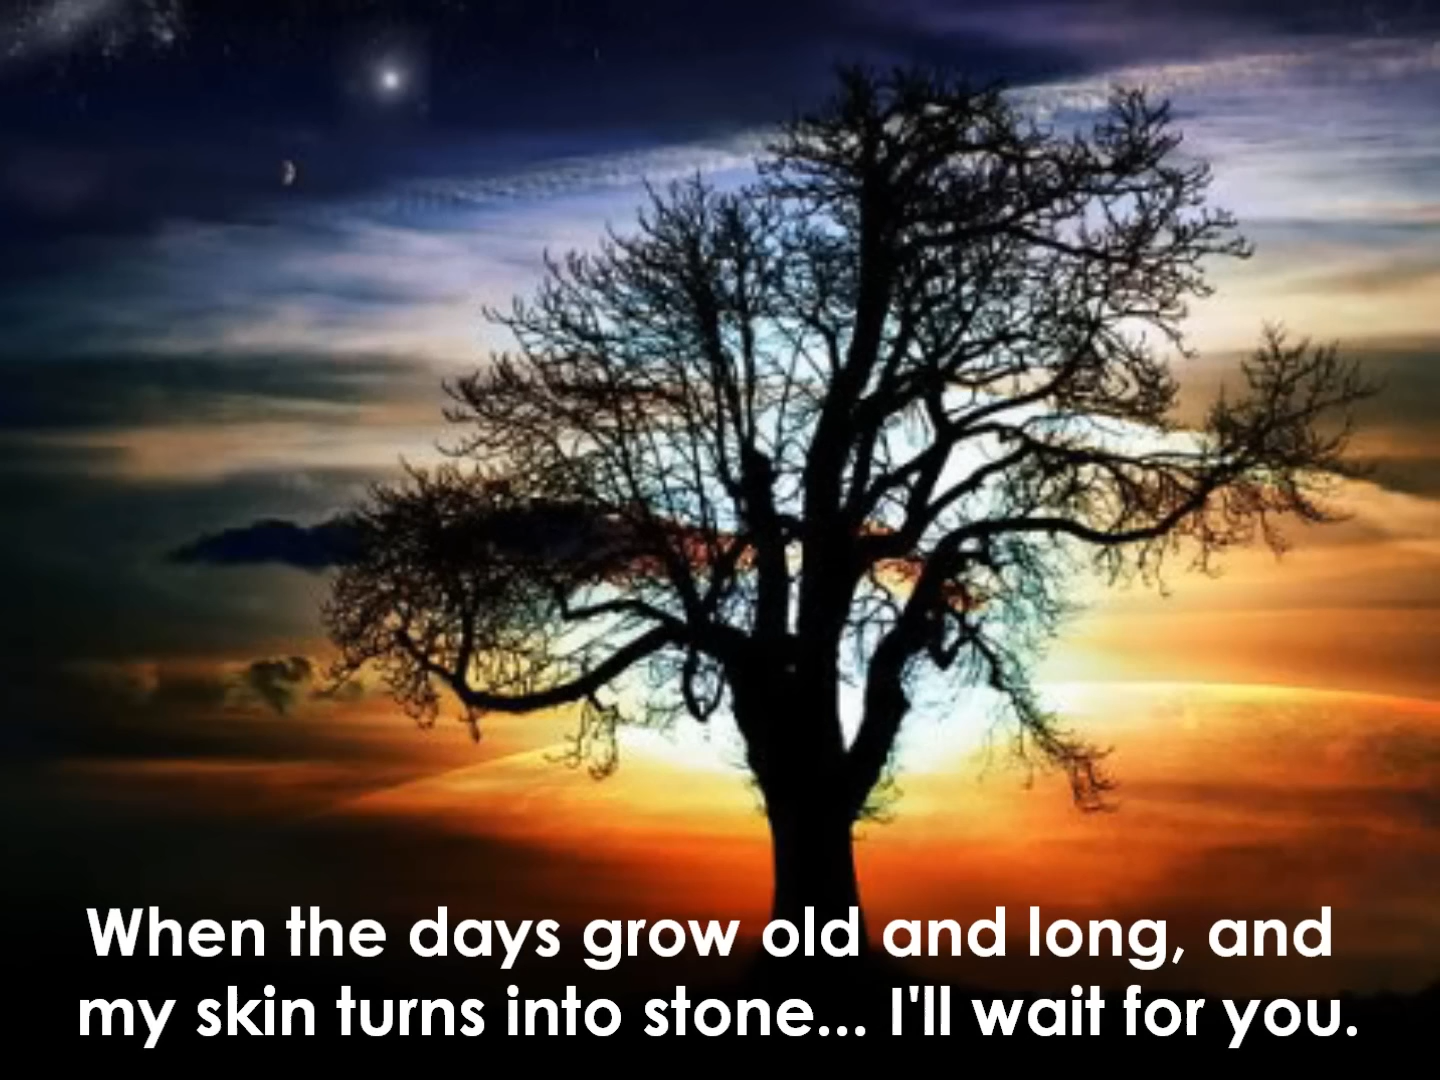 When the days grow old and long, and
my skin turns into stone... I'll wait for you.